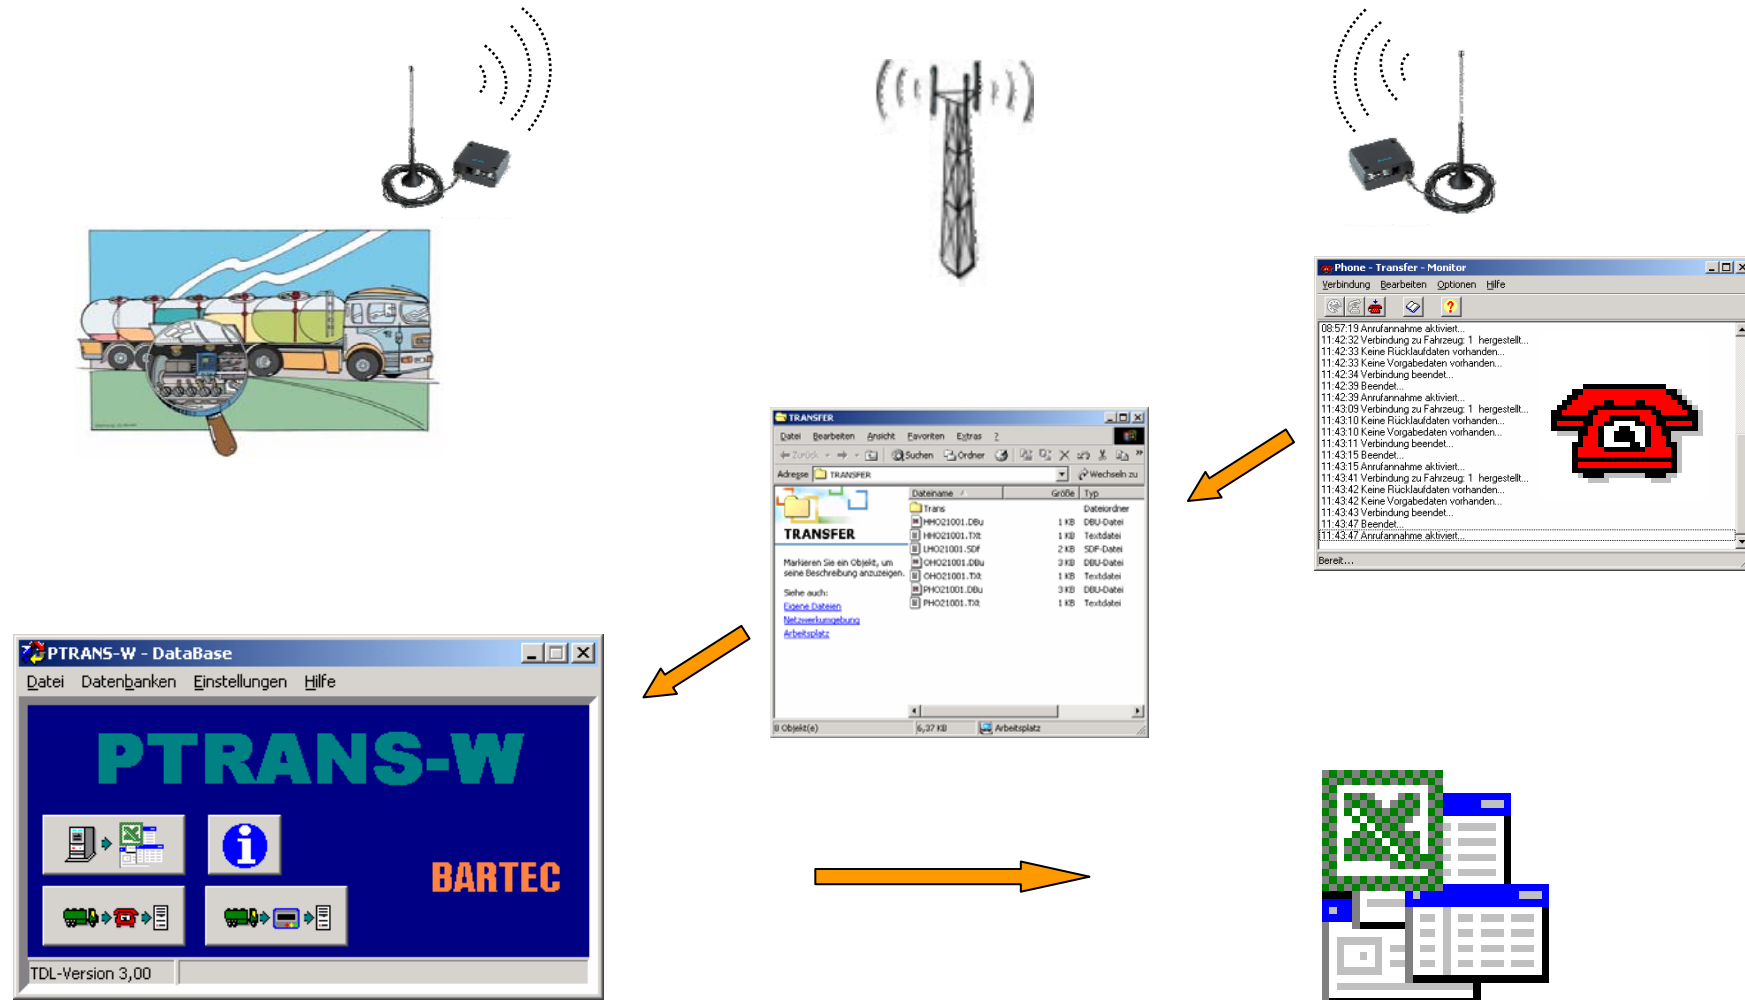 Phone - Transfer - Monitor
Verbindung Bearbeiten Optionen Hilfe
08:57:19 Anrufannahme aktiviert...
11:42:32 Verbindung zu Fahrzeug: 1 hergestellt...
11:42:33 Keine Rücklaufdaten vorhanden...
11:42:33 Keine Vorgabedaten vorhanden...
11:42:34 Verbindung beendet...
11:42:39 Beendet...
11:42:39 Anrufannahme aktiviert...
11:43:09 Verbindung zu Fahrzeug: 1 hergestellt...
11:43:10 Keine Rücklaufdaten vorhanden...
11:43:10 Keine Vorgabedaten vorhanden...
11:43:11 Verbindung beendet...
11:43:15 Beendet...
11:43:15 Anrufannahme aktiviert...
11:43:41 Verbindung zu Fahrzeug: 1 hergestellt...
11:43:42 Keine Rücklaufdaten vorhanden...
11:43:42 Keine Vorgabedaten vorhanden...
11:43:43 Verbindung beendet...
11:43:47 Beendet...
11:43:47 Anrufannahme aktiviert...
Bereit...
TRANSFER
Datei Bearbeiten Ansicht Favoriten Extras ?
Zurück Suchen Ordner
Adresse TRANSFER Wechseln zu
Dateiname Größe Typ
Trans Dateiordner
HHO21001.DBu 1 KB DBU-Datei
HHO21001.TXt 1 KB Textdatei
LHO21001.SDf 2 KB SDF-Datei
OHO21001.DBu 3 KB DBU-Datei
OHO21001.TXt 1 KB Textdatei
PHO21001.DBu 3 KB DBU-Datei
PHO21001.TXt 1 KB Textdatei
TRANSFER
Markieren Sie ein Objekt, um
seine Beschreibung anzuzeigen.
Siehe auch:
Eigene Dateien
Netzwerkumgebung
Arbeitsplatz
8 Objekt(e) 6,37 KB Arbeitsplatz
PTRANS-W - DataBase
Datei Datenbanken Einstellungen Hilfe
PTRANS-W
BARTEC
TDL-Version 3,00